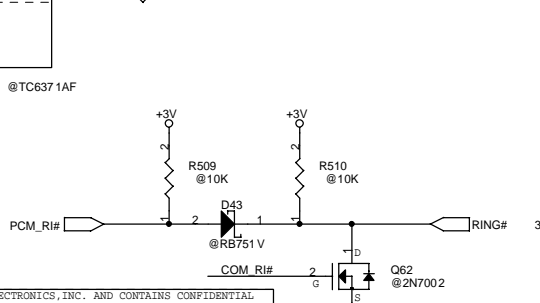 @TC6371AF
+3V
+3V
2
2
R509
@10K
R510
@10K
1
1
D43
2
1
PCM_RI#
RING#
3
@RB751V
1
D
COM_RI#
2
G
Q62
@2N7002
S
ECTRONICS,INC. AND CONTAINS CONFIDENTIAL